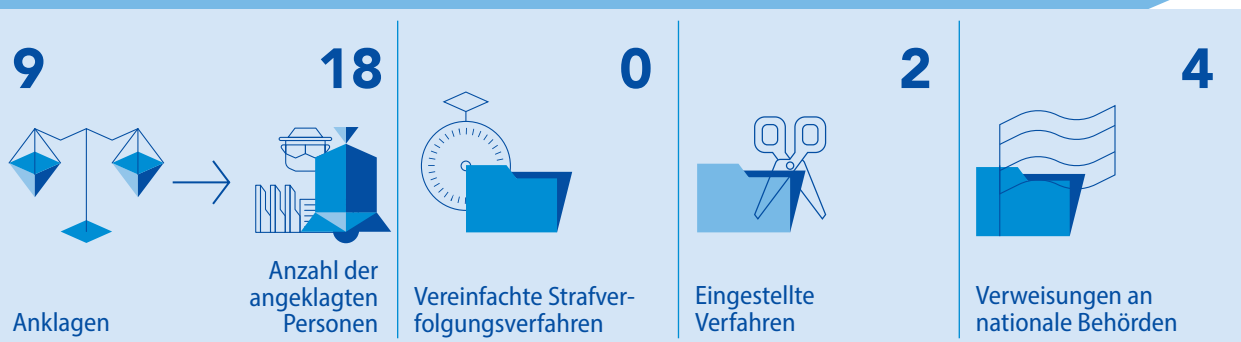 9
Anklagen
18
Anzahl der
angeklagten
Personen
0
Vereinfachte Strafver-
folgungsverfahren
2
Eingestellte
Verfahren
4
Verweisungen an
nationale Behörden